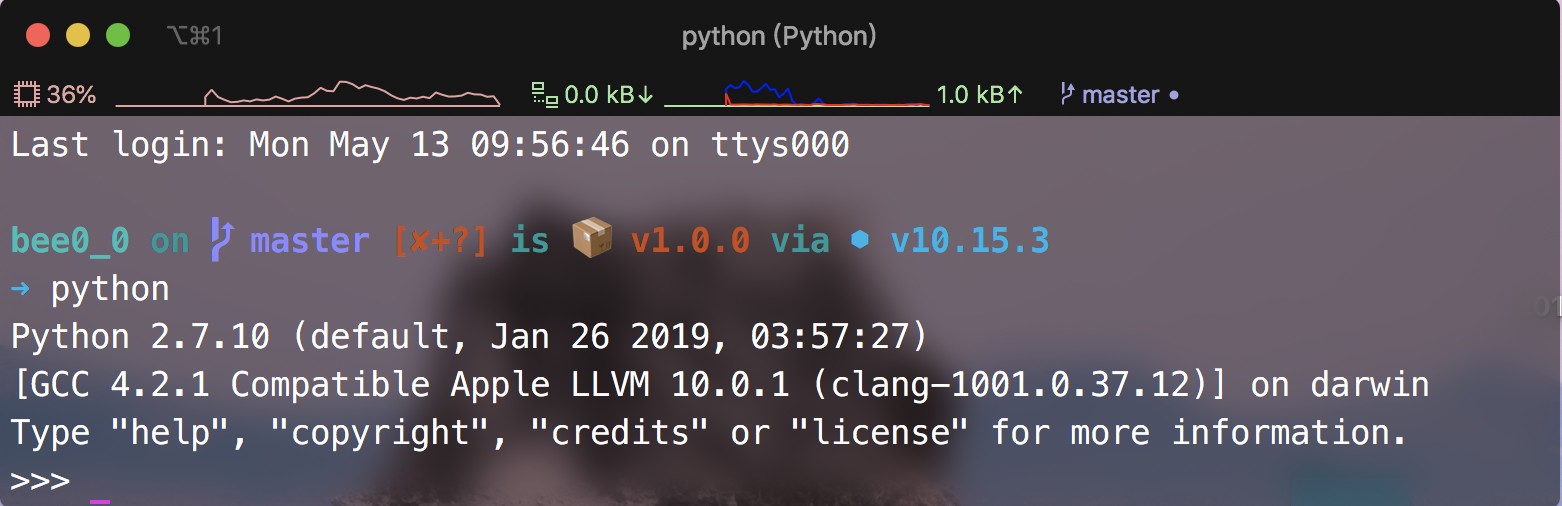 ⌥⌘1
python (Python)
36%
0.0 kB↓
1.0 kB↑
master •
Last login: Mon May 13 09:56:46 on ttys000
bee0_0 on master [✘+?] is 📦 v1.0.0 via ⬢ v10.15.3
➜ python
Python 2.7.10 (default, Jan 26 2019, 03:57:27)
[GCC 4.2.1 Compatible Apple LLVM 10.0.1 (clang-1001.0.37.12)] on darwin
Type "help", "copyright", "credits" or "license" for more information.
>>> _